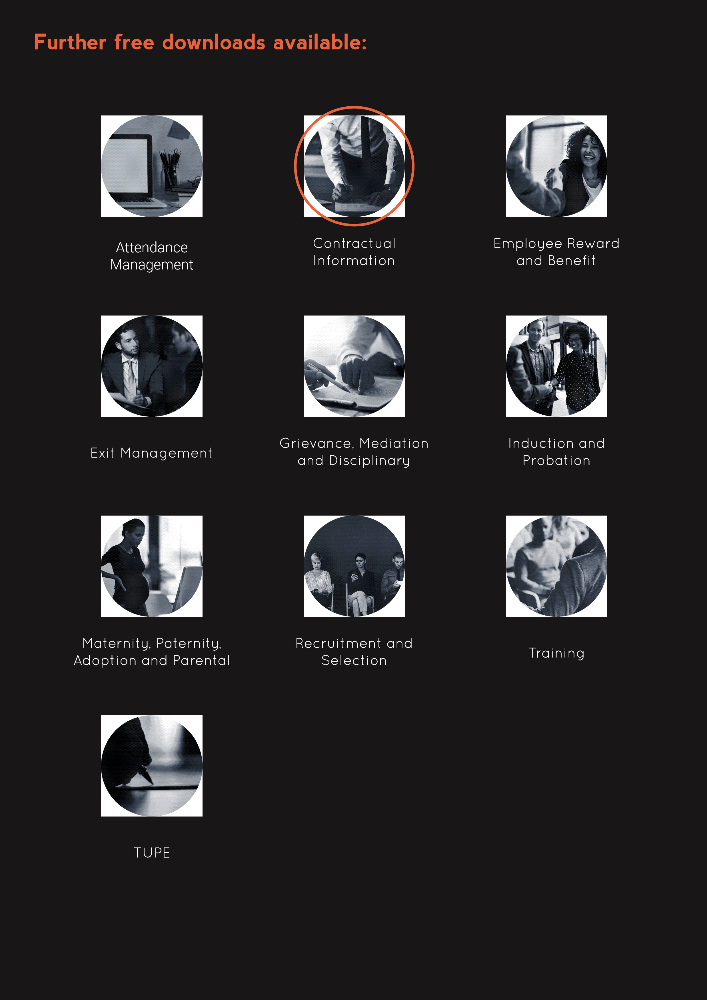 Further free downloads available:
Attendance
Management
Contractual
Information
Employee Reward
and Benefit
Exit Management
Grievance, Mediation
and Disciplinary
Induction and
Probation
Maternity, Paternity,
Adoption and Parental
Recruitment and
Selection
Training
TUPE